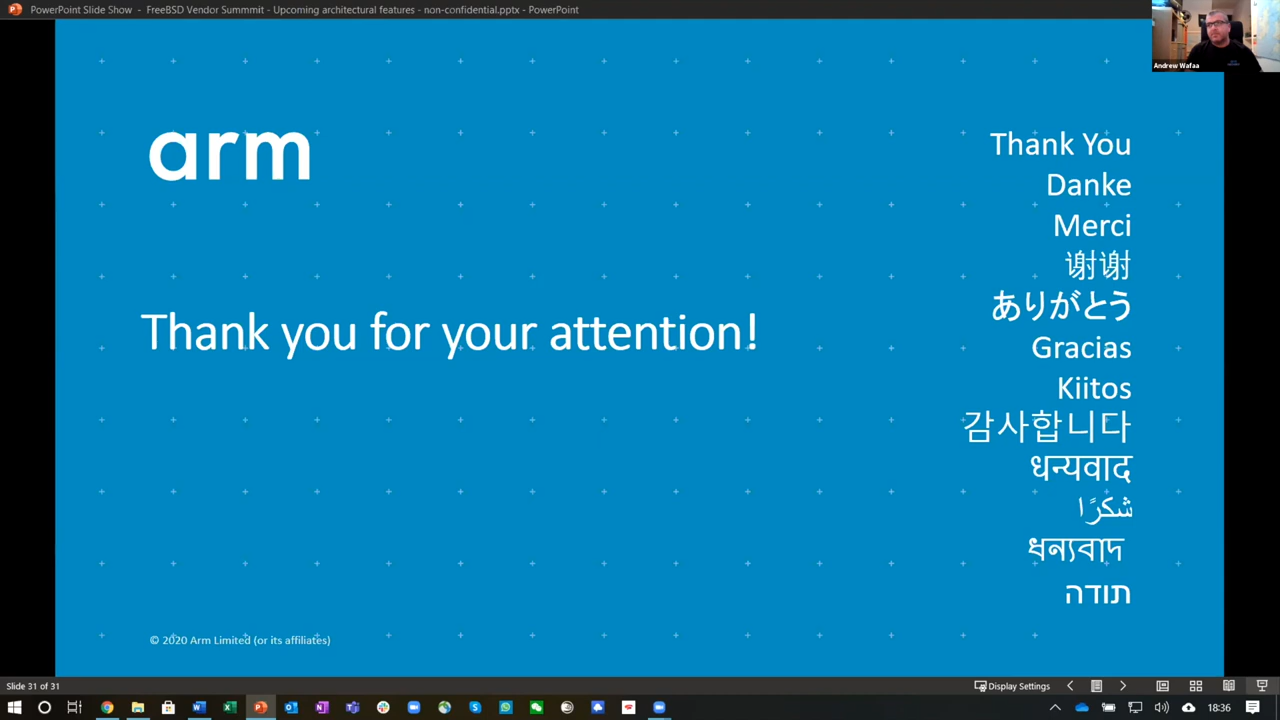 PowerPoint Slide Show - FreeBSD Vendor Summmit - Upcoming architectural features - non-confidential.pptx - PowerPoint
Andrew Wafaa
arm
Thank you for your attention!
Thank You
Danke
Merci
谢谢
ありがとう
Gracias
Kiitos
감사합니다
धन्यवाद
شكرًا
ধন্যবাদ
תודה
© 2020 Arm Limited (or its affiliates)
Slide 31 of 31
Display Settings
18:36